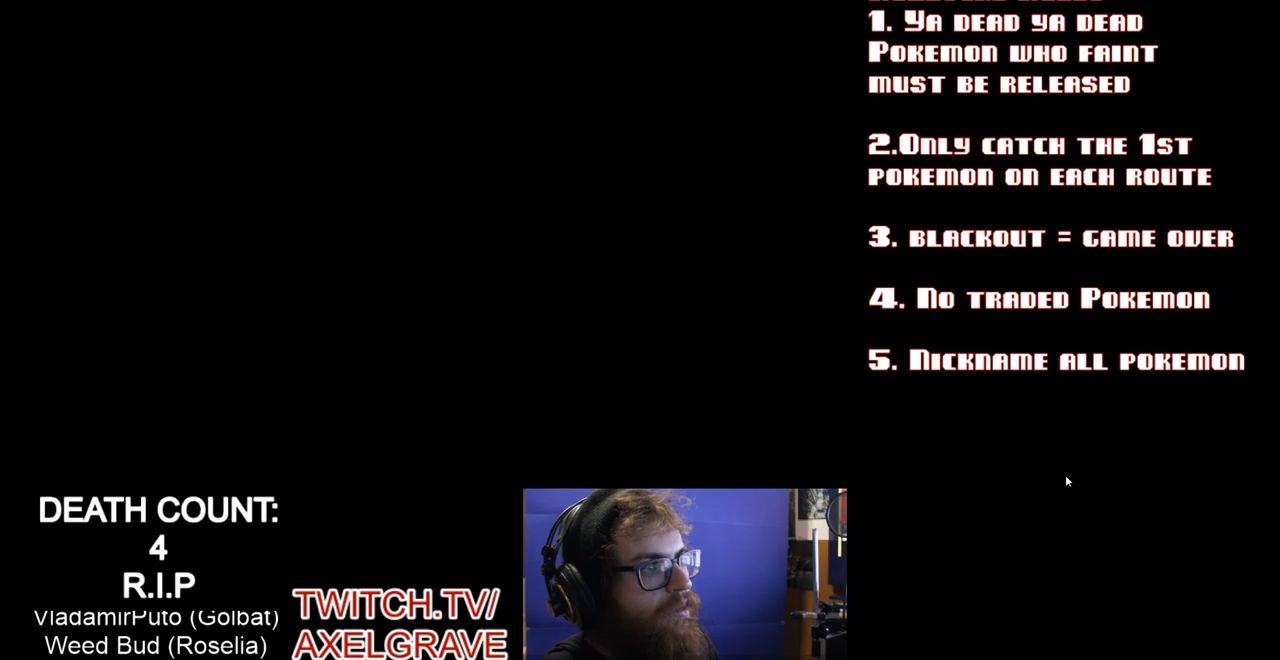 1. Ya dead ya dead
Pokemon who faint
must be released
2.Only catch the 1st
pokemon on each route
3. blackout = game over
4. No traded Pokemon
5. Nickname all pokemon
DEATH COUNT:
4
R.I.P
VladamirPuto (Golbat)
Weed Bud (Roselia)
TWITCH.TV/
AXELGRAVE